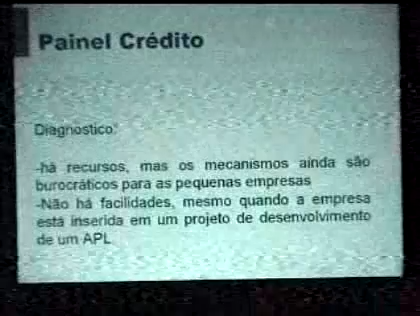 Painel Crédito
Diagnostico:
-há recursos, mas os mecanismos ainda são
burocráticos para as pequenas empresas
-Não há facilidades, mesmo quando a empresa
está inserida em um projeto de desenvolvimento
de um APL